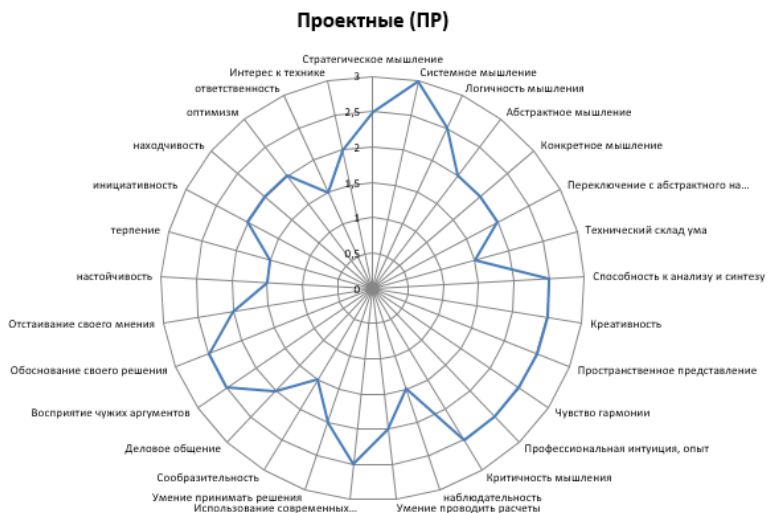 Проектные (ПР)
Стратегическое мышление
Системное мышление
Логичность мышления
Абстрактное мышление
Конкретное мышление
Переключение с абстрактного на...
Технический склад ума
Способность к анализу и синтезу
Креативность
Пространственное представление
Чувство гармонии
Профессиональная интуиция, опыт
Критичность мышления
наблюдательность
Умение проводить расчеты
Использование современных...
Умение принимать решения
Сообразительность
Деловое общение
Восприятие чужих аргументов
Обоснование своего решения
Отстаивание своего мнения
настойчивость
терпение
инициативность
находчивость
оптимизм
ответственность
Интерес к технике
3
2,5
2
1,5
1
0,5
0